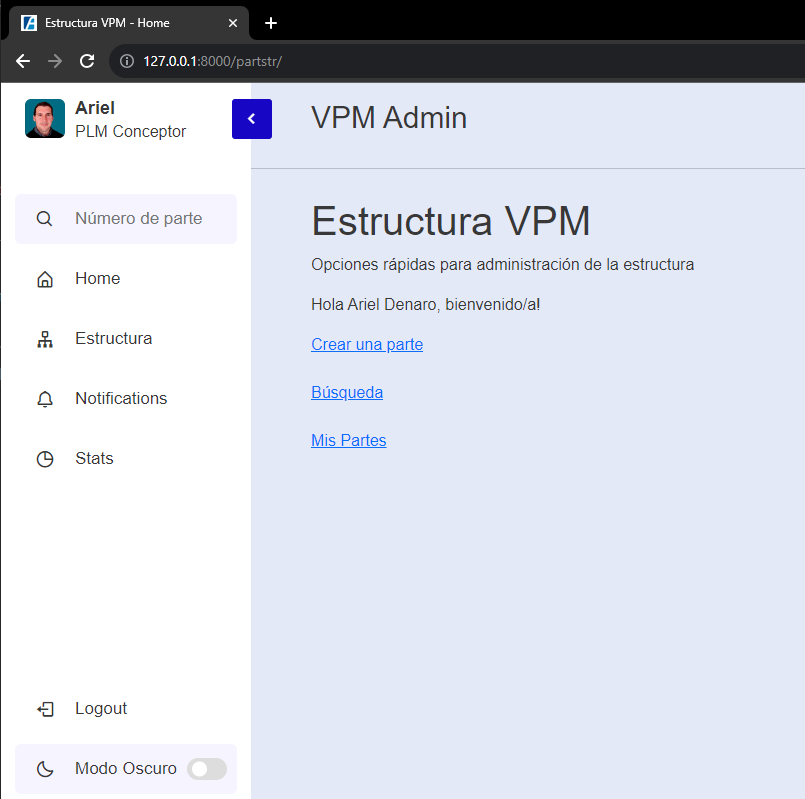 Estructura VPM - Home
127.0.0.1:8000/partstr/
Ariel
PLM Conceptor
VPM Admin
Número de parte
Home
Estructura
Notifications
Stats
Estructura VPM
Opciones rápidas para administración de la estructura
Hola Ariel Denaro, bienvenido/a!
Crear una parte
Búsqueda
Mis Partes
Logout
Modo Oscuro